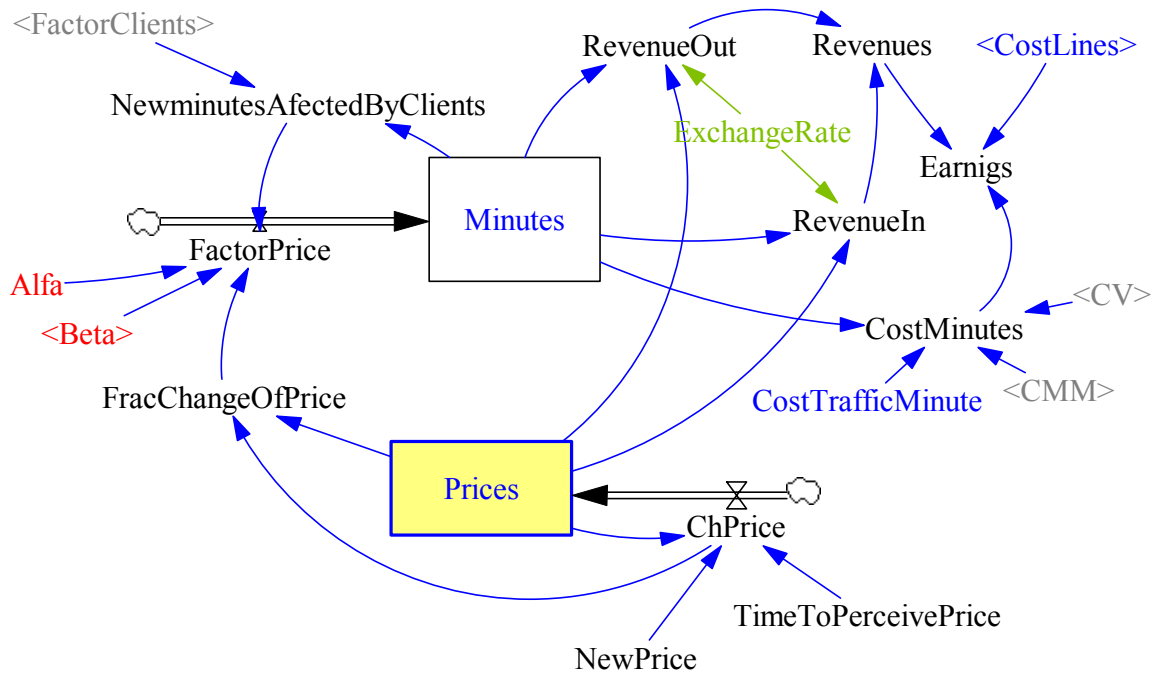 <FactorClients>
RevenueOut
Revenues
<CostLines>
NewminutesAfectedByClients
ExchangeRate
Earnigs
Minutes
RevenueIn
FactorPrice
Alfa
<Beta>
<CV>
CostMinutes
FracChangeOfPrice
CostTrafficMinute
<CMM>
Prices
ChPrice
TimeToPerceivePrice
NewPrice